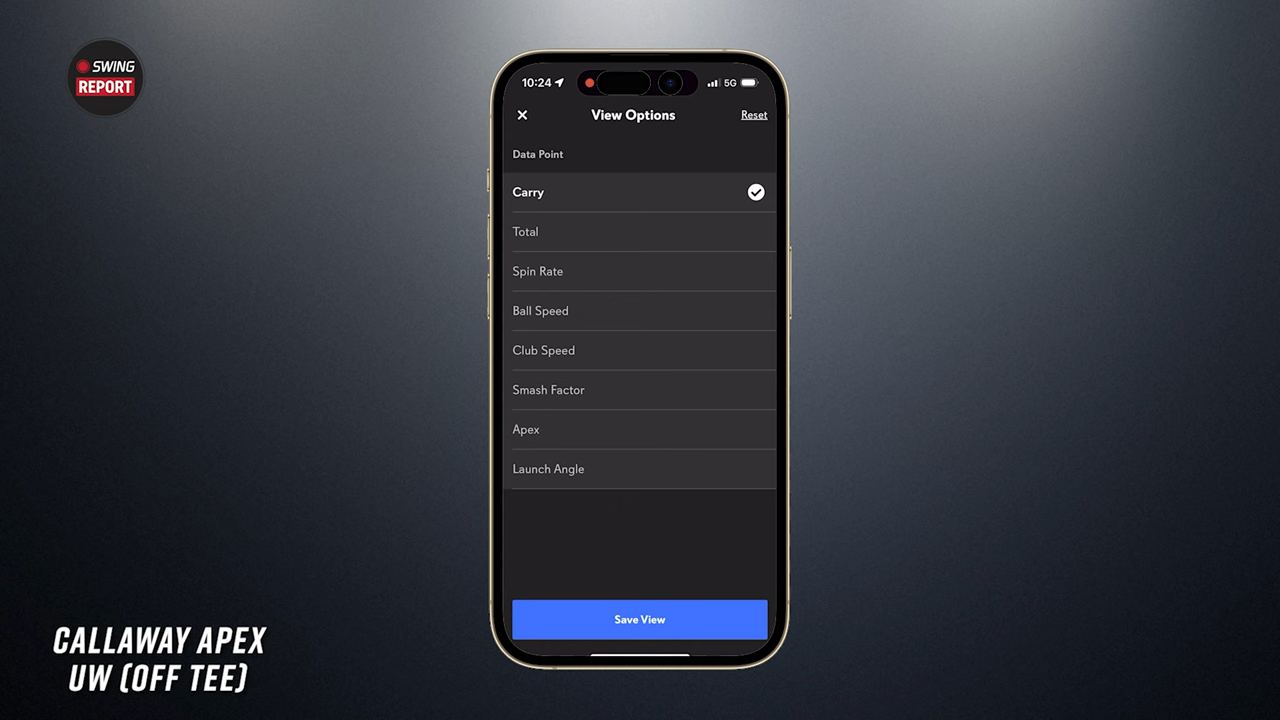 SWING
REPORT
10:24
5G
View Options
Reset
Data Point
Carry
Total
Spin Rate
Ball Speed
Club Speed
Smash Factor
Apex
Launch Angle
Save View
CALLAWAY APEX
UW (OFF TEE)